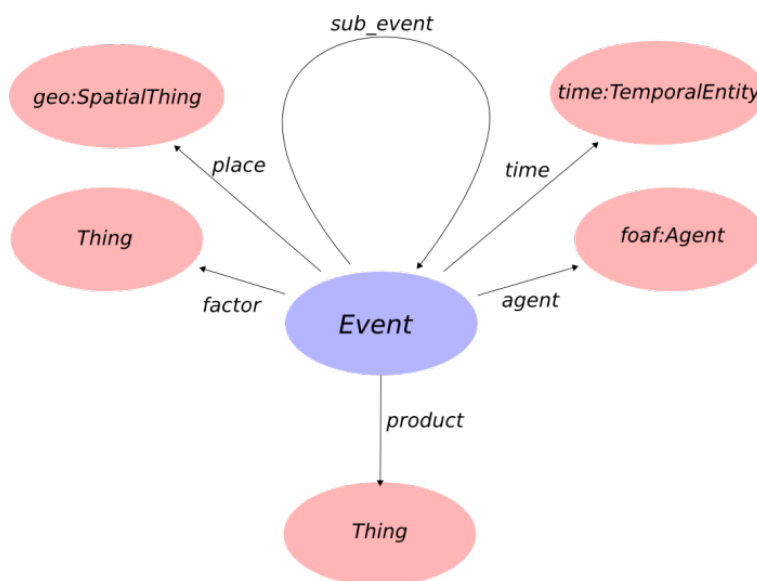 sub_event
geo:SpatialThing
time:TemporalEntity
place
time
Thing
foaf:Agent
factor
agent
Event
product
Thing